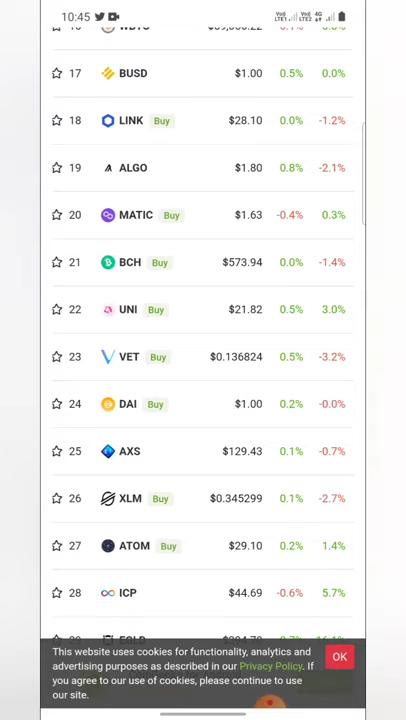 10:45 Voo LTE1 Voo LTE2 4G
17 BUSD $1.00 0.5% 0.0%
18 LINK Buy $28.10 0.0% -1.2%
19 ALGO $1.80 0.8% -2.1%
20 MATIC Buy $1.63 -0.4% 0.3%
21 BCH Buy $573.94 0.0% -1.4%
22 UNI Buy $21.82 0.5% 3.0%
23 VET Buy $0.136824 0.5% -3.2%
24 DAI Buy $1.00 0.2% -0.0%
25 AXS $129.43 0.1% -0.7%
26 XLM Buy $0.345299 0.1% -2.7%
27 ATOM Buy $29.10 0.2% 1.4%
28 ICP $44.69 -0.6% 5.7%
This website uses cookies for functionality, analytics and
advertising purposes as described in our Privacy Policy. If
you agree to our use of cookies, please continue to use
our site.
OK